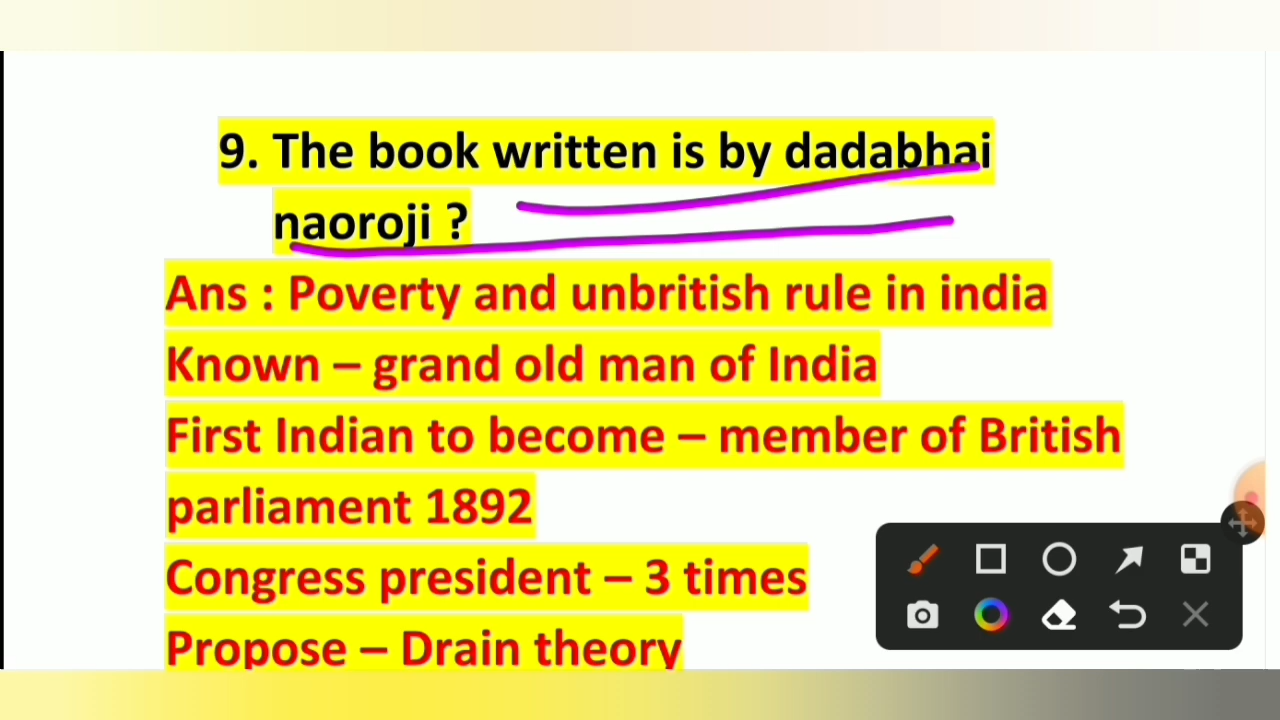 9. The book written is by dadabhai
naoroji ?
Ans : Poverty and unbritish rule in india
Known – grand old man of India
First Indian to become – member of British
parliament 1892
Congress president – 3 times
Propose – Drain theory